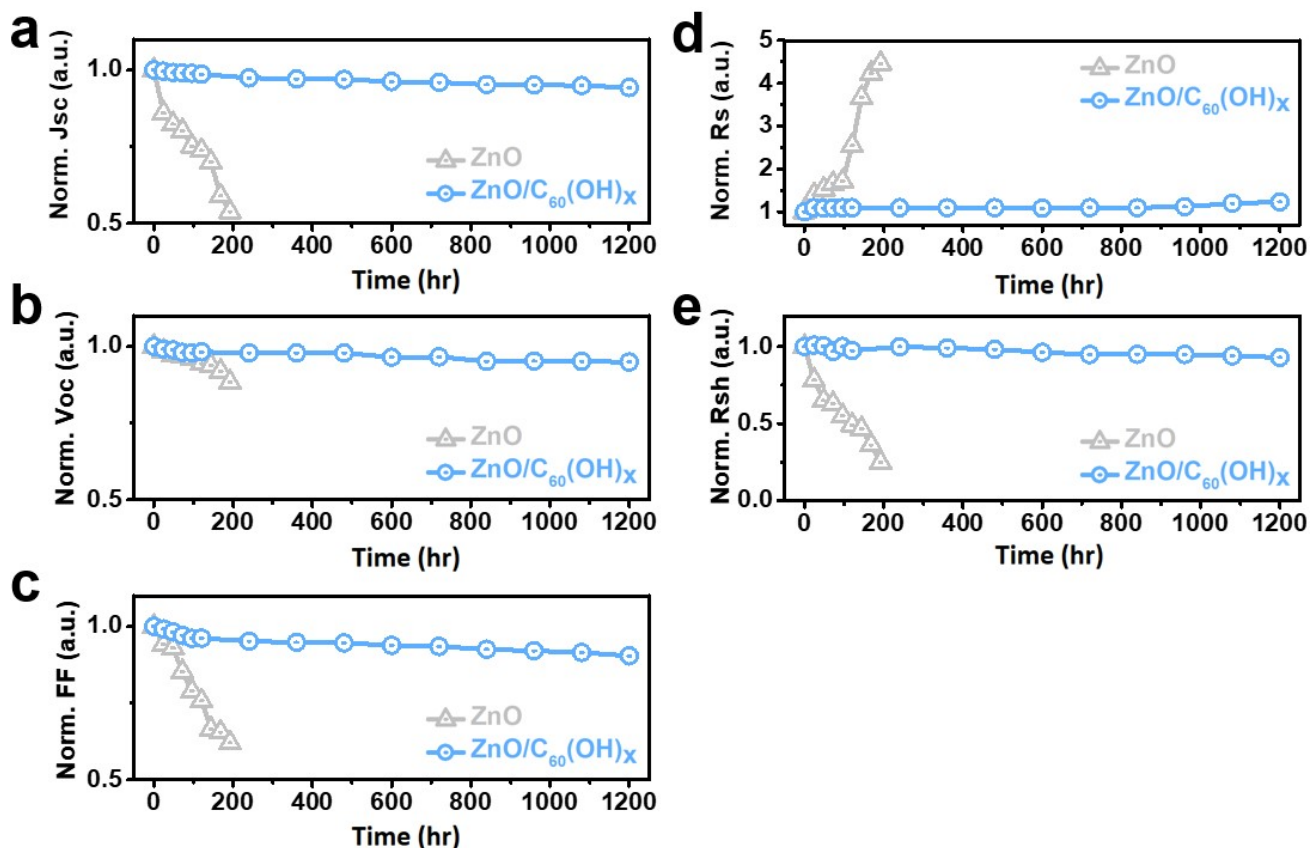 a
Norm. Jsc (a.u.)
1.0
0.5
ZnO
ZnO/C₆₀(OH)ₓ
0 200 400 600 800 1000 1200
Time (hr)
b
Norm. Voc (a.u.)
1.0
0.5
ZnO
ZnO/C₆₀(OH)ₓ
0 200 400 600 800 1000 1200
Time (hr)
c
Norm. FF (a.u.)
1.0
0.5
ZnO
ZnO/C₆₀(OH)ₓ
0 200 400 600 800 1000 1200
Time (hr)
d
Norm. Rs (a.u.)
5
4
3
2
1
ZnO
ZnO/C₆₀(OH)ₓ
0 200 400 600 800 1000 1200
Time (hr)
e
Norm. Rsh (a.u.)
1.0
0.5
0.0
ZnO
ZnO/C₆₀(OH)ₓ
0 200 400 600 800 1000 1200
Time (hr)